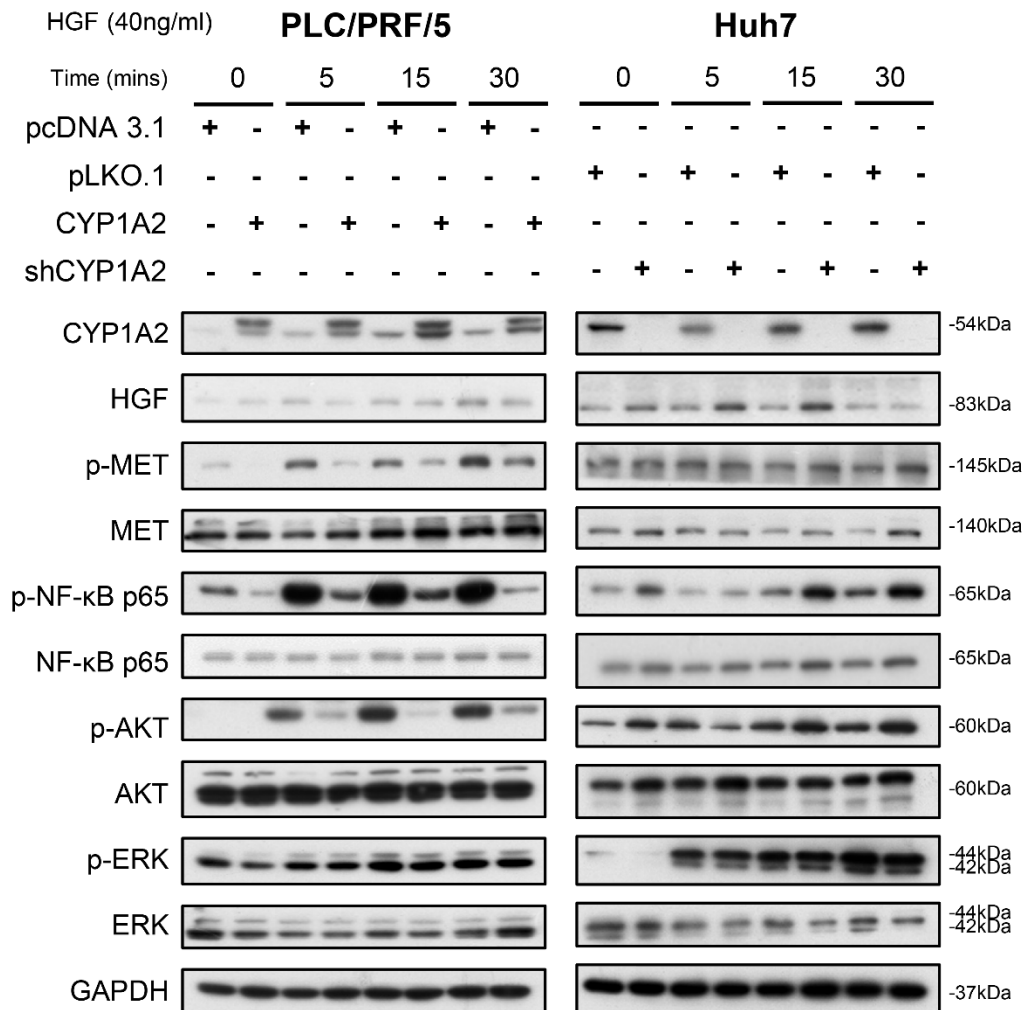 HGF (40ng/ml) PLC/PRF/5 Huh7
Time (mins) 0 5 15 30 0 5 15 30
pcDNA 3.1 + - + - + - + - - - - - - - - -
pLKO.1 - - - - - - - - + - + - + - + -
CYP1A2 - + - + - + - + - - - - - - - -
shCYP1A2 - - - - - - - - - + - + - + - +
CYP1A2 -54kDa
HGF -83kDa
p-MET -145kDa
MET -140kDa
p-NF-κB p65 -65kDa
NF-κB p65 -65kDa
p-AKT -60kDa
AKT -60kDa
p-ERK -44kDa
-42kDa
ERK -44kDa
-42kDa
GAPDH -37kDa